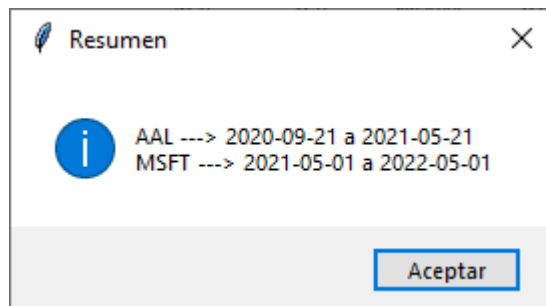 Resumen
AAL ---> 2020-09-21 a 2021-05-21
MSFT ---> 2021-05-01 a 2022-05-01
Aceptar